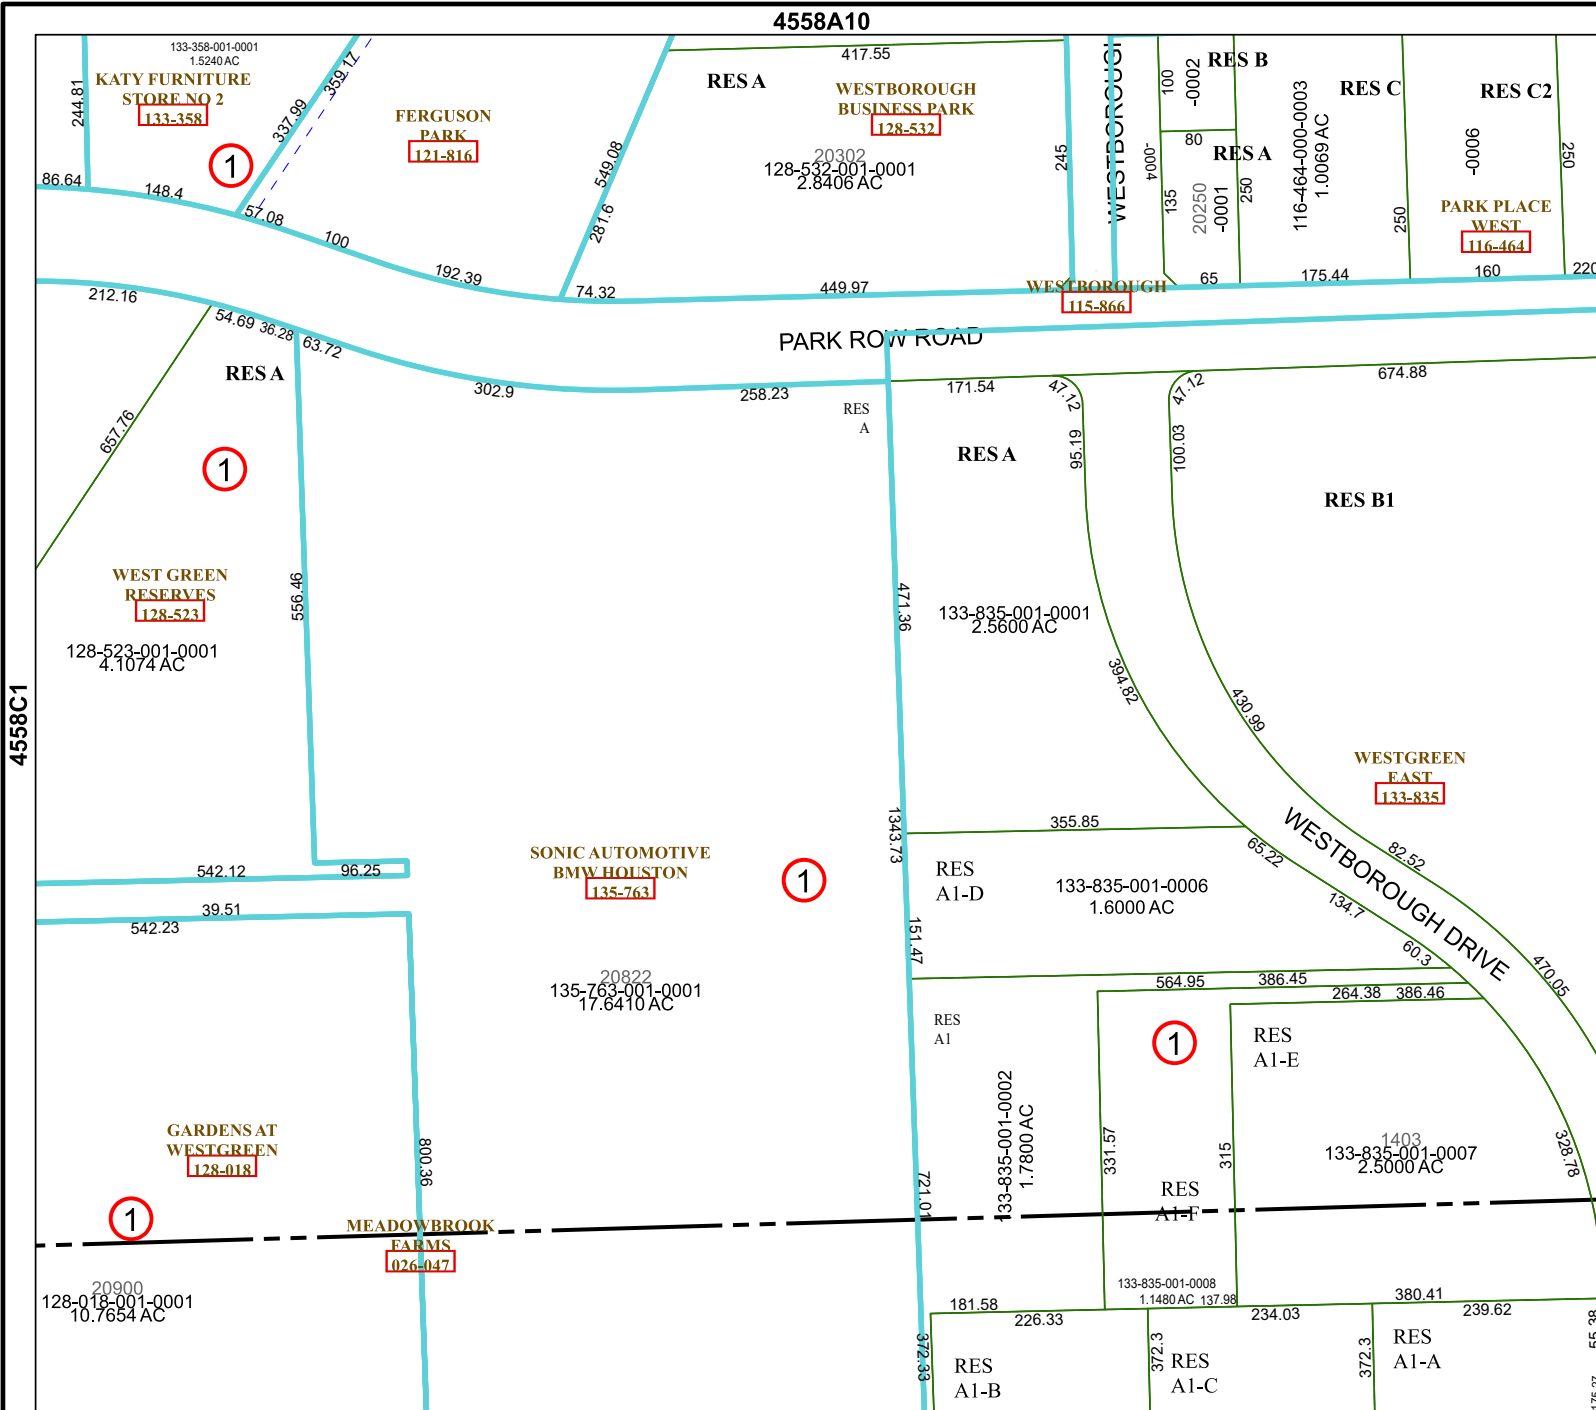 4558A10
4558C1
133-358-001-0001
1.5240 AC
KATY FURNITURE
STORE NO 2
133-358
244.81
337.99
359.17
1
86.64
148.4
57.08
100
192.39
FERGUSON
PARK
121-816
549.08
281.6
74.32
417.55
RES A
WESTBOROUGH
BUSINESS PARK
128-532
20302
128-532-001-0001
2.8406 AC
449.97
245
WESTBOROUGH
WESTBOROUGH
115-866
100
-0002
RES B
80
RES A
-0004
135
20250
-0001
250
65
116-464-000-0003
1.0069 AC
RES C
250
175.44
RES C2
-0006
250
PARK PLACE
WEST
116-464
160
220
PARK ROW ROAD
212.16
54.69
36.28
63.72
302.9
258.23
RES A
657.76
1
WEST GREEN
RESERVES
128-523
128-523-001-0001
4.1074 AC
556.46
542.12
96.25
39.51
542.23
RES
A
171.54
47.12
47.12
674.88
95.19
100.03
RES A
RES B1
471.36
133-835-001-0001
2.5600 AC
394.82
430.99
WESTGREEN
EAST
133-835
1343.73
355.85
65.22
82.52
WESTBOROUGH DRIVE
SONIC AUTOMOTIVE
BMW HOUSTON
135-763
1
20822
135-763-001-0001
17.6410 AC
RES
A1-D
133-835-001-0006
1.6000 AC
134.7
60.3
470.05
151.47
564.95
386.45
264.38
386.46
RES
A1
1
RES
A1-E
133-835-001-0002
1.7800 AC
331.57
315
1403
133-835-001-0007
2.5000 AC
328.78
RES
A1-F
721.01
GARDENS AT
WESTGREEN
128-018
1
800.36
MEADOWBROOK
FARMS
026-047
20900
128-018-001-0001
10.7654 AC
133-835-001-0008
1.1480 AC
137.98
181.58
226.33
234.03
380.41
239.62
372.33
372.3
372.3
RES
A1-B
RES
A1-C
RES
A1-A
55.38